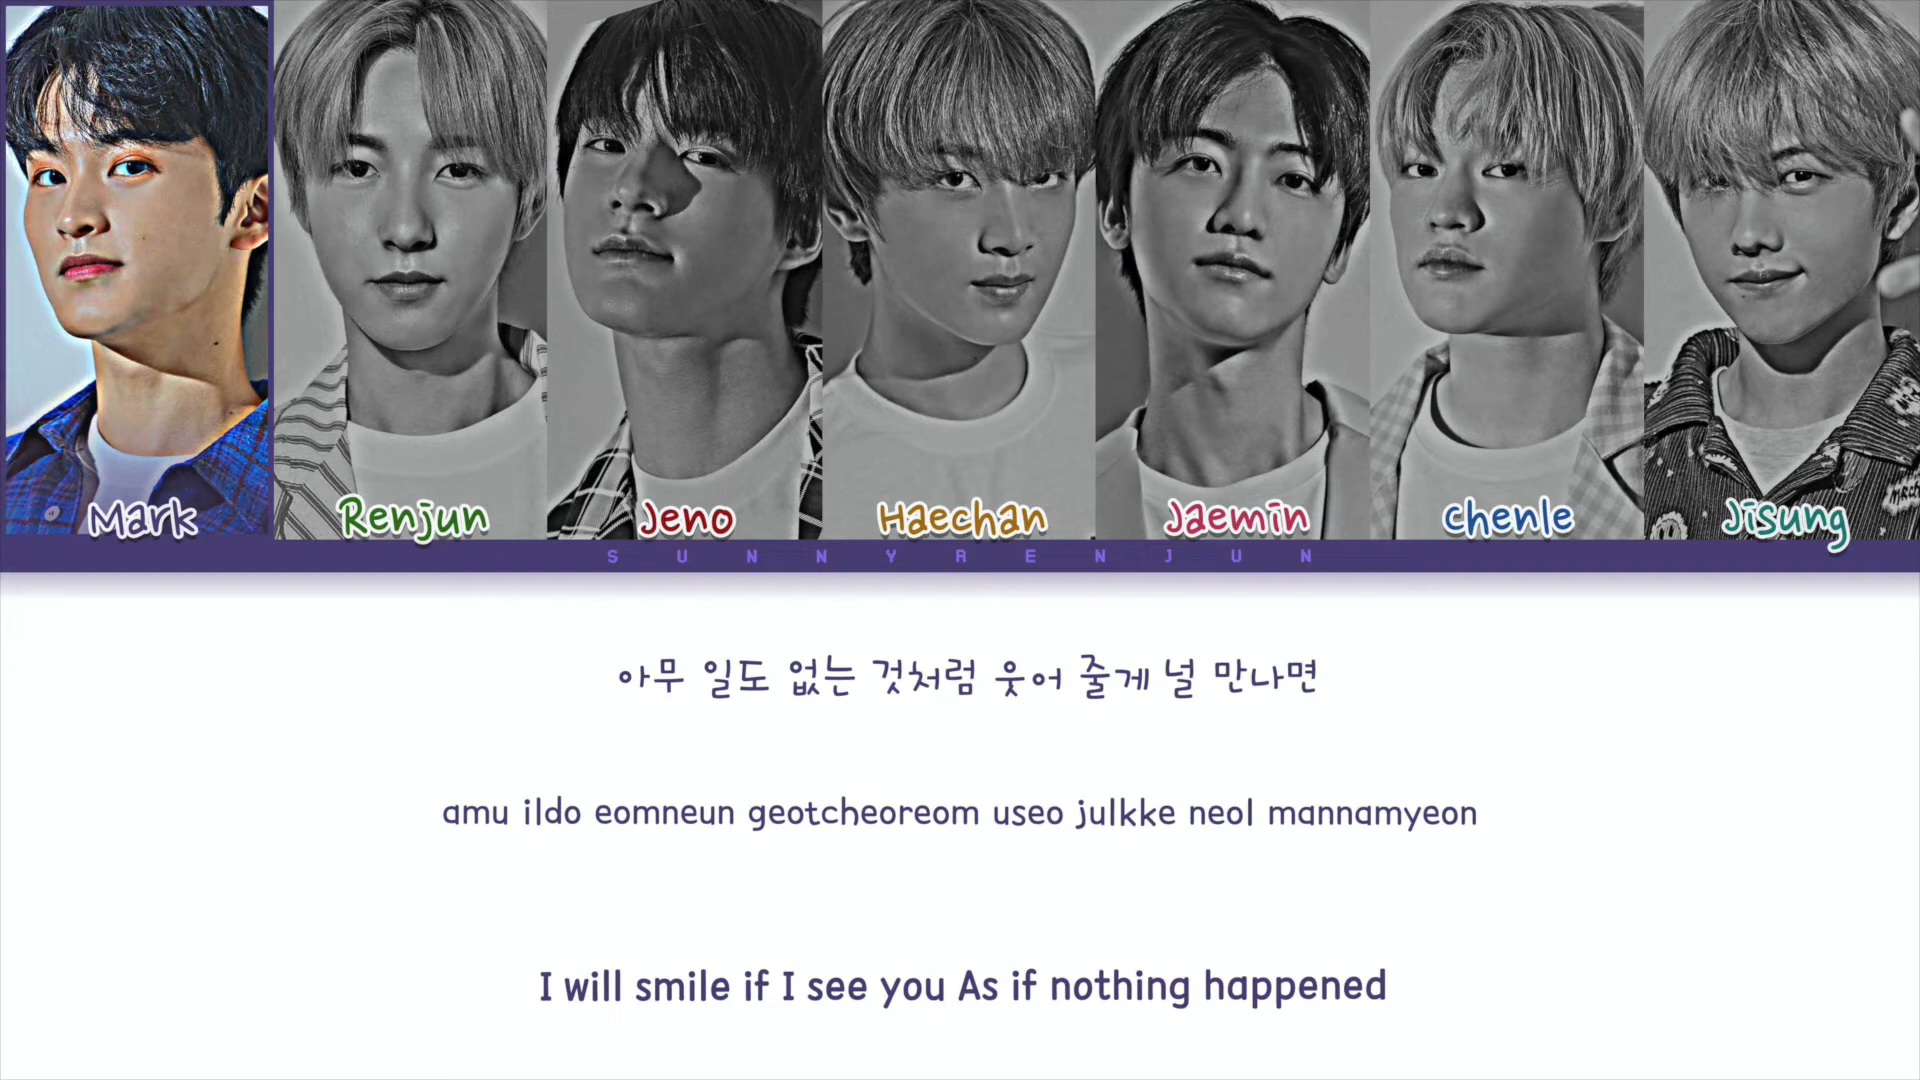 Mark Renjun Jeno Haechan Jaemin chenle Jisung
SUNNYRENJUN
아무 일도 없는 것처럼 웃어 줄게 널 만나면
amu ildo eomneun geotcheoreom useo julkke neol mannamyeon
I will smile if I see you As if nothing happened